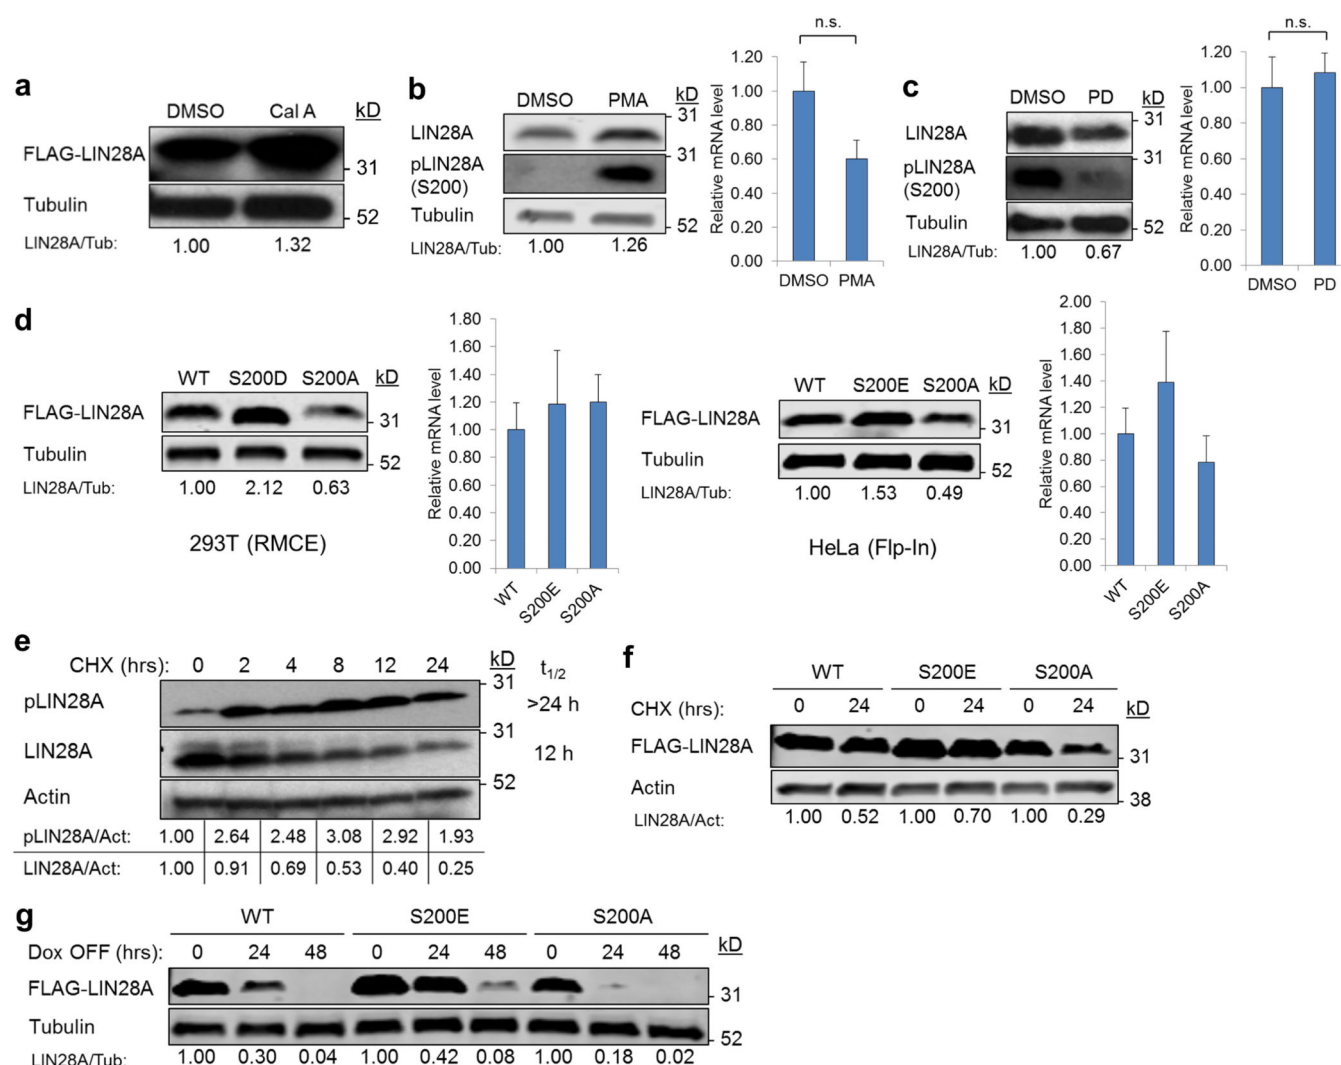 a
DMSO Cal A kD
FLAG-LIN28A
31
Tubulin
52
LIN28A/Tub: 1.00 1.32
b
DMSO PMA kD
31
LIN28A
31
pLIN28A
(S200)
Tubulin
52
LIN28A/Tub: 1.00 1.26
n.s.
Relative mRNA level
1.20
1.00
0.80
0.60
0.40
0.20
0.00
DMSO PMA
c
DMSO PD kD
31
LIN28A
31
pLIN28A
(S200)
Tubulin
52
LIN28A/Tub: 1.00 0.67
n.s.
Relative mRNA level
1.20
1.00
0.80
0.60
0.40
0.20
0.00
DMSO PD
d
WT S200D S200A kD
FLAG-LIN28A
31
Tubulin
52
LIN28A/Tub: 1.00 2.12 0.63
293T (RMCE)
Relative mRNA level
1.80
1.60
1.40
1.20
1.00
0.80
0.60
0.40
0.20
0.00
WT S200E S200A
WT S200E S200A kD
FLAG-LIN28A
31
Tubulin
52
LIN28A/Tub: 1.00 1.53 0.49
HeLa (Flp-In)
Relative mRNA level
2.00
1.80
1.60
1.40
1.20
1.00
0.80
0.60
0.40
0.20
0.00
WT S200E S200A
e
CHX (hrs): 0 2 4 8 12 24 kD t1/2
31
pLIN28A >24 h
31
LIN28A 12 h
52
Actin
pLIN28A/Act: 1.00 2.64 2.48 3.08 2.92 1.93
LIN28A/Act: 1.00 0.91 0.69 0.53 0.40 0.25
f
WT S200E S200A
CHX (hrs): 0 24 0 24 0 24 kD
FLAG-LIN28A
31
Actin
38
LIN28A/Act: 1.00 0.52 1.00 0.70 1.00 0.29
g
WT S200E S200A
Dox OFF (hrs): 0 24 48 0 24 48 0 24 48 kD
FLAG-LIN28A
31
Tubulin
52
LIN28A/Tub: 1.00 0.30 0.04 1.00 0.42 0.08 1.00 0.18 0.02